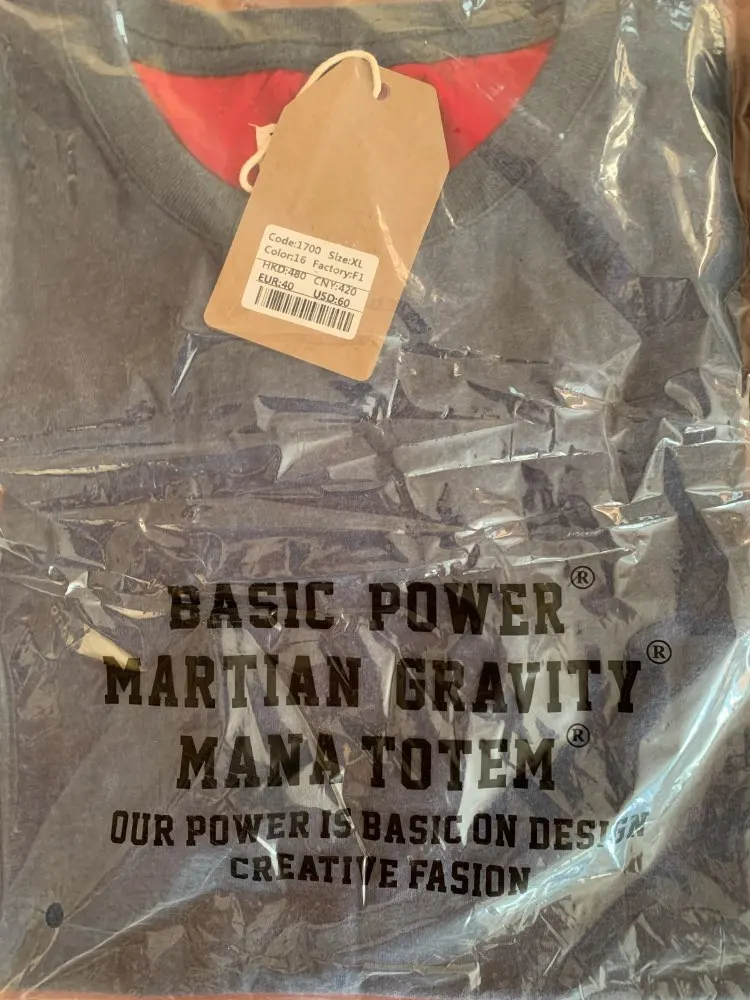 Code:1700 Size:XL
Color:16 Factory:F1
HKD:480 CNY:420
EUR:40 USD:60
BASIC POWER®
MARTIAN GRAVITY®
MANA TOTEM®
OUR POWER IS BASIC ON DESIGN
CREATIVE FASION